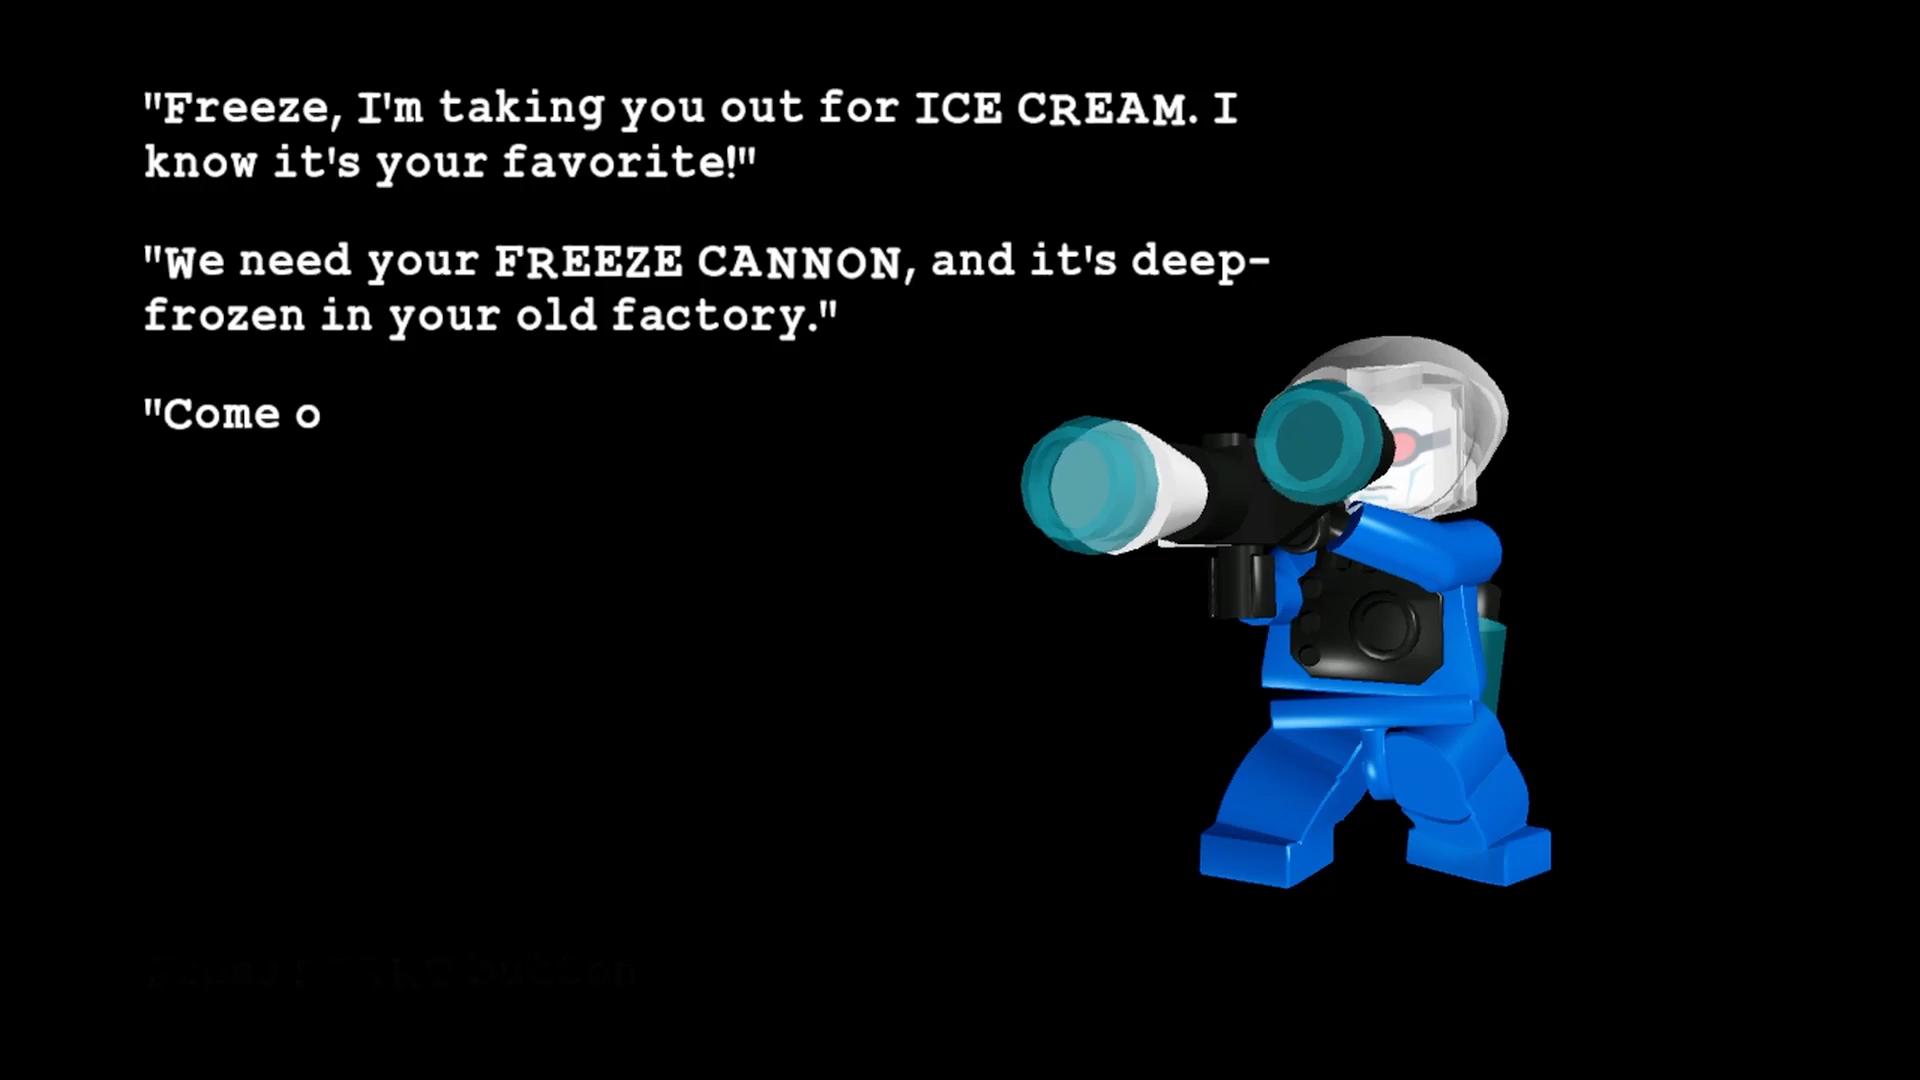 "Freeze, I'm taking you out for ICE CREAM. I
know it's your favorite!"
"We need your FREEZE CANNON, and it's deep-
frozen in your old factory."
"Come o